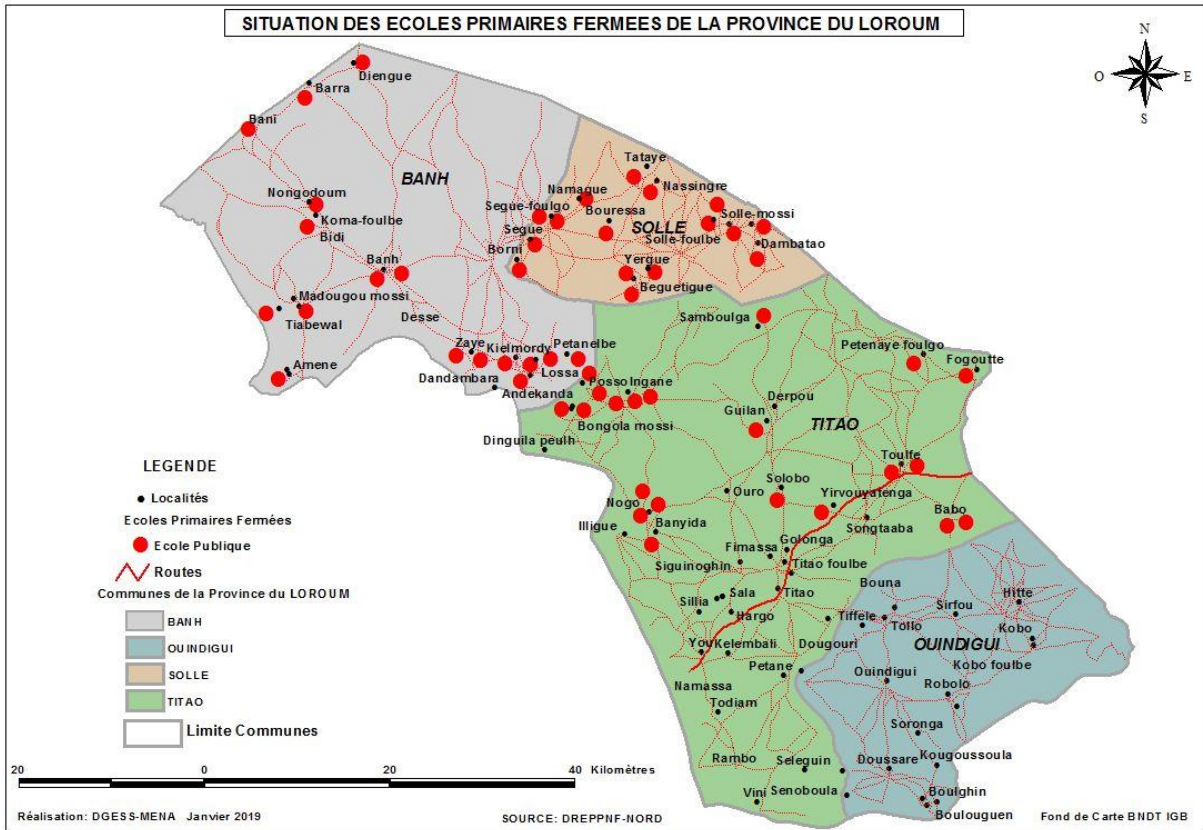 SITUATION DES ECOLES PRIMAIRES FERMEES DE LA PROVINCE DU LOROUM
N
O E
S
Diengue
Barra
Bani
Tataye
BANH
Nassingre
Nongodoum
Namague
Segue-foulgo
Koma-foulbe
Bouressa
Solle-mossi
SOLLE
Segue
Bidi
Solle-foulbe
Dambatao
Borni
Banh
Yergue
Beguetigue
Madougou mossi
Desse
Tiabewal
Samboulga
Zaye
Kielmordy
Petanelbe
Petenaye foulgo
Fogoutte
Amene
Lossa
Dandambara
Andekanda
Possolngane
Derpou
Guilan
TITAO
Bongola mossi
Dinguila peulh
Toulfe
LEGENDE
Localités
Ecoles Primaires Fermées
Ecole Publique
Routes
Communes de la Province du LOROUM
BANH
OUINDIGUI
SOLLE
TITAO
Limite Communes
Solobo
Ouro
Yirvouyatenga
Nogo
Babo
Illigue
Banyida
Songtaaba
Golonga
Fimassa
Siguinoghin
Titao foulbe
Bouna
Titao
Hitte
Sala
Sillia
Hargo
Tiffele
Sirfou
Tollo
Kobo
You
Kelembali
Dougouri
OUINDIGUI
Kobo foulbe
Petane
Ouindigui
Robolo
Namassa
Todiam
Soronga
Rambo
Seleguin
Doussare
Kougoussoula
Vini
Senoboula
Boulghin
Boulouguen
20 0 20 40 Kilomètres
Réalisation: DGESS-MENA Janvier 2019
SOURCE: DREPPNF-NORD
Fond de Carte BNDT IGB